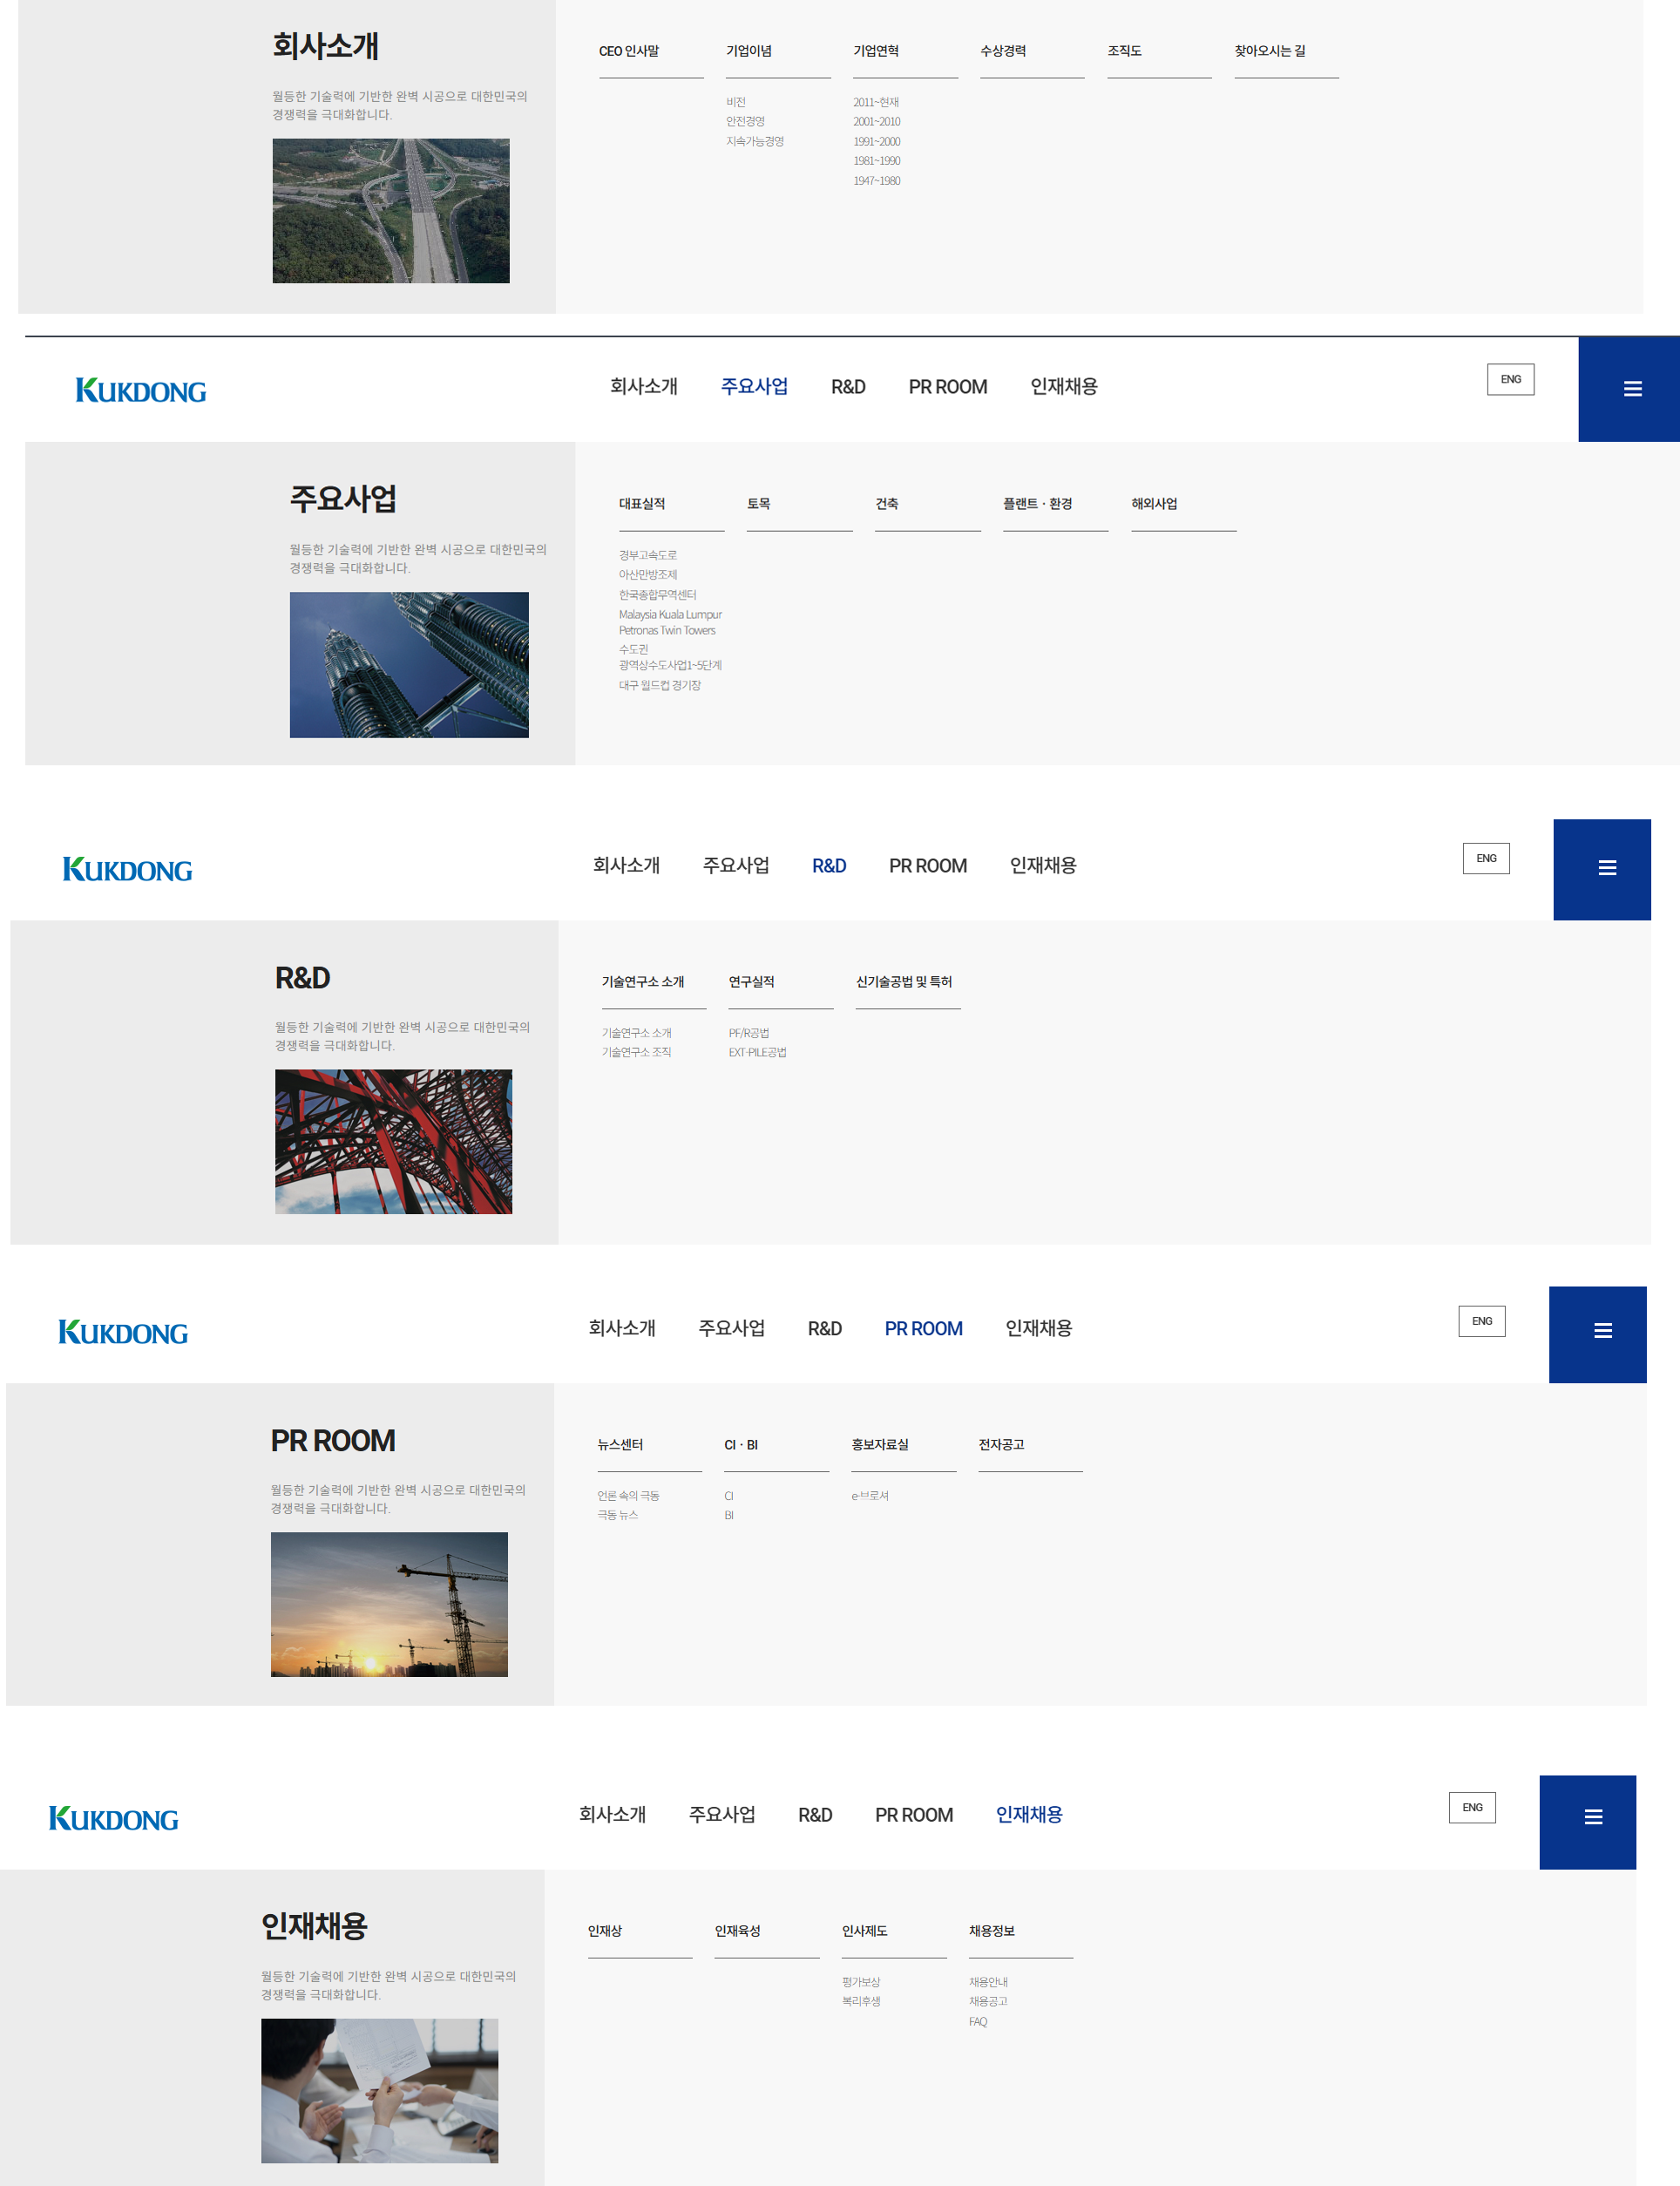 회사소개
월등한 기술력에 기반한 완벽 시공으로 대한민국의
경쟁력을 극대화합니다.
CEO 인사말
기업이념
비전
안전경영
지속가능경영
기업연혁
2011~현재
2001~2010
1991~2000
1981~1990
1947~1980
수상경력
조직도
찾아오시는 길
KUKDONG
회사소개 주요사업 R&D PR ROOM 인재채용
ENG
주요사업
월등한 기술력에 기반한 완벽 시공으로 대한민국의
경쟁력을 극대화합니다.
대표실적
경부고속도로
아산만방조제
한국종합무역센터
Malaysia Kuala Lumpur
Petronas Twin Towers
수도권
광역상수도사업1~5단계
대구 월드컵 경기장
토목
건축
플랜트 · 환경
해외사업
KUKDONG
회사소개 주요사업 R&D PR ROOM 인재채용
ENG
R&D
월등한 기술력에 기반한 완벽 시공으로 대한민국의
경쟁력을 극대화합니다.
기술연구소 소개
기술연구소 소개
기술연구소 조직
연구실적
PF/R공법
EXT-PILE공법
신기술공법 및 특허
KUKDONG
회사소개 주요사업 R&D PR ROOM 인재채용
ENG
PR ROOM
월등한 기술력에 기반한 완벽 시공으로 대한민국의
경쟁력을 극대화합니다.
뉴스센터
언론 속의 극동
극동 뉴스
CI · BI
CI
BI
홍보자료실
e-브로셔
전자공고
KUKDONG
회사소개 주요사업 R&D PR ROOM 인재채용
ENG
인재채용
월등한 기술력에 기반한 완벽 시공으로 대한민국의
경쟁력을 극대화합니다.
인재상
인재육성
인사제도
평가보상
복리후생
채용정보
채용안내
채용공고
FAQ